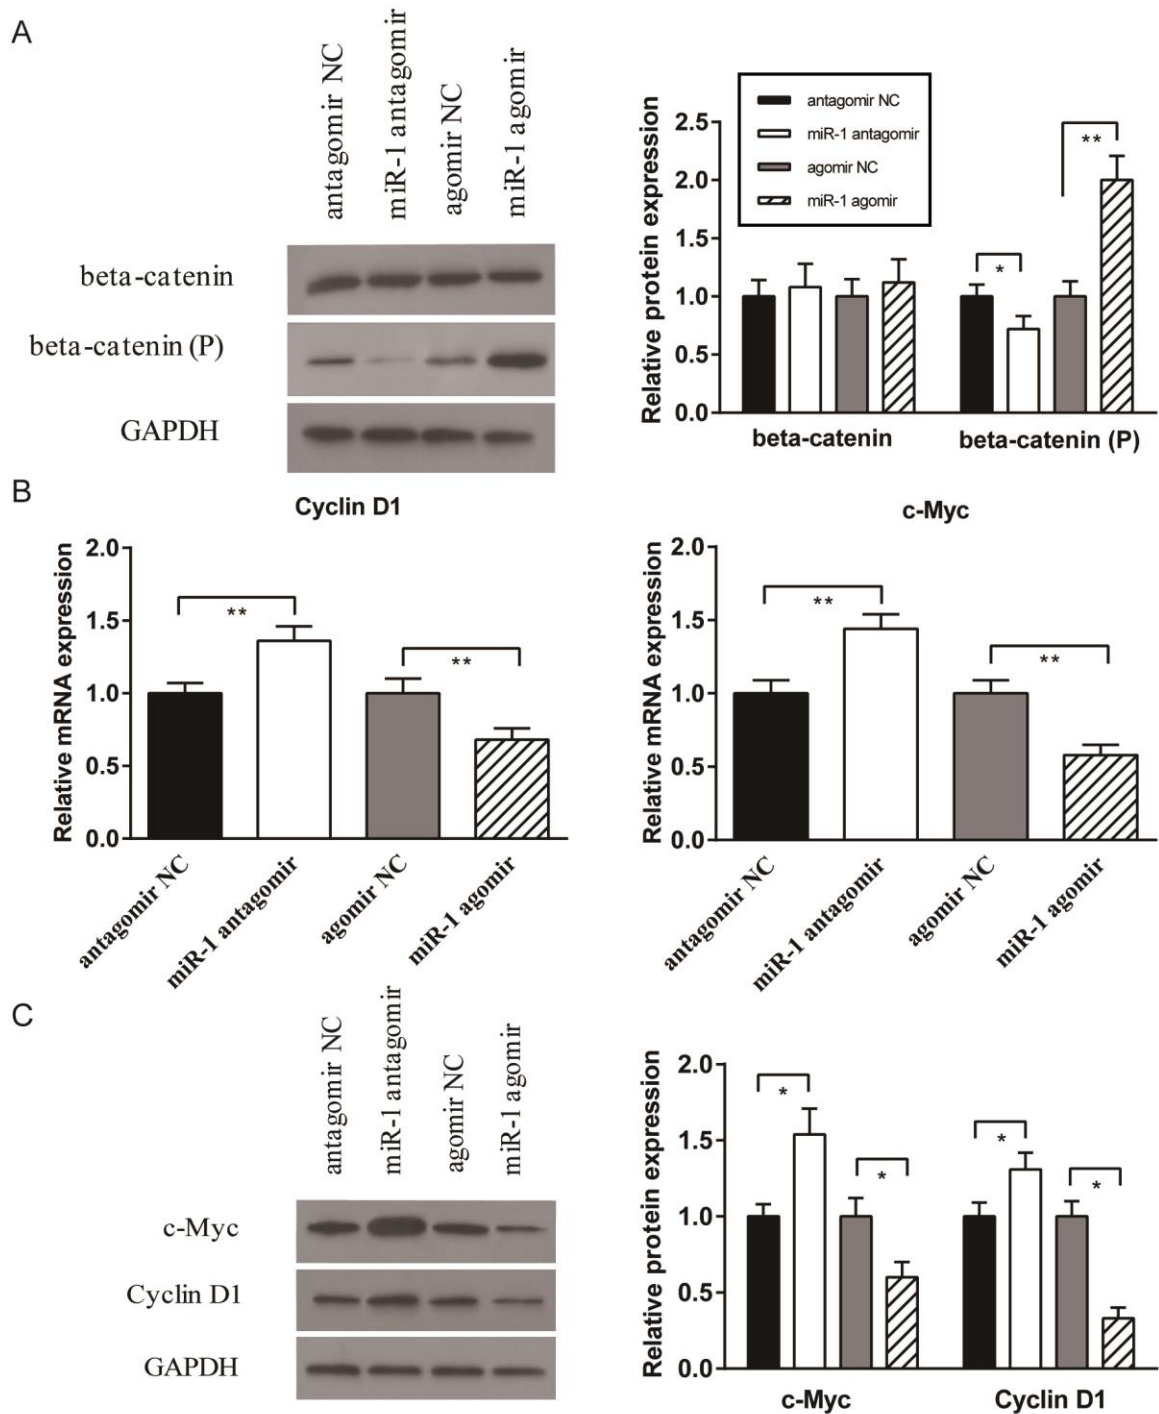 A
antagomir NC
miR-1 antagomir
agomir NC
miR-1 agomir
beta-catenin
beta-catenin (P)
GAPDH
Relative protein expression
2.5
2.0
1.5
1.0
0.5
0.0
antagomir NC
miR-1 antagomir
agomir NC
miR-1 agomir
*
**
beta-catenin
beta-catenin (P)
B
Cyclin D1
Relative mRNA expression
2.0
1.5
1.0
0.5
0.0
**
**
antagomir NC
miR-1 antagomir
agomir NC
miR-1 agomir
c-Myc
Relative mRNA expression
2.0
1.5
1.0
0.5
0.0
**
**
antagomir NC
miR-1 antagomir
agomir NC
miR-1 agomir
C
antagomir NC
miR-1 antagomir
agomir NC
miR-1 agomir
c-Myc
Cyclin D1
GAPDH
Relative protein expression
2.0
1.5
1.0
0.5
0.0
*
*
*
*
c-Myc
Cyclin D1